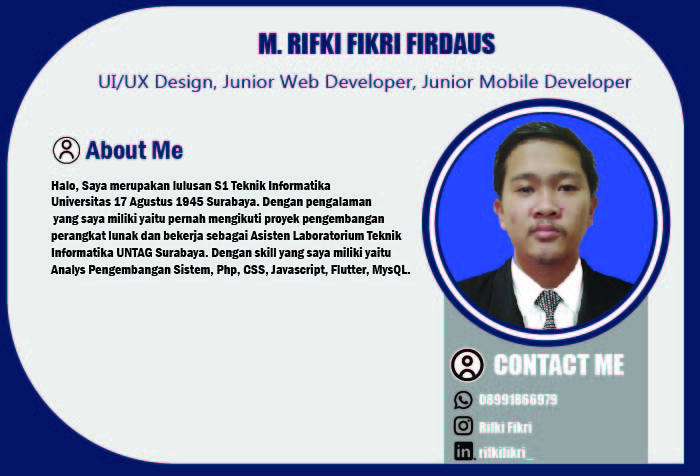 M. RIFKI FIKRI FIRDAUS
UI/UX Design, Junior Web Developer, Junior Mobile Developer
About Me
Halo, Saya merupakan lulusan S1 Teknik Informatika
Universitas 17 Agustus 1945 Surabaya. Dengan pengalaman
yang saya miliki yaitu pernah mengikuti proyek pengembangan
perangkat lunak dan bekerja sebagai Asisten Laboratorium Teknik
Informatika UNTAG Surabaya. Dengan skill yang saya miliki yaitu
Analys Pengembangan Sistem, Php, CSS, Javascript, Flutter, MysQL.
CONTACT ME
08991866979
Rifki Fikri
in rifkifikri_